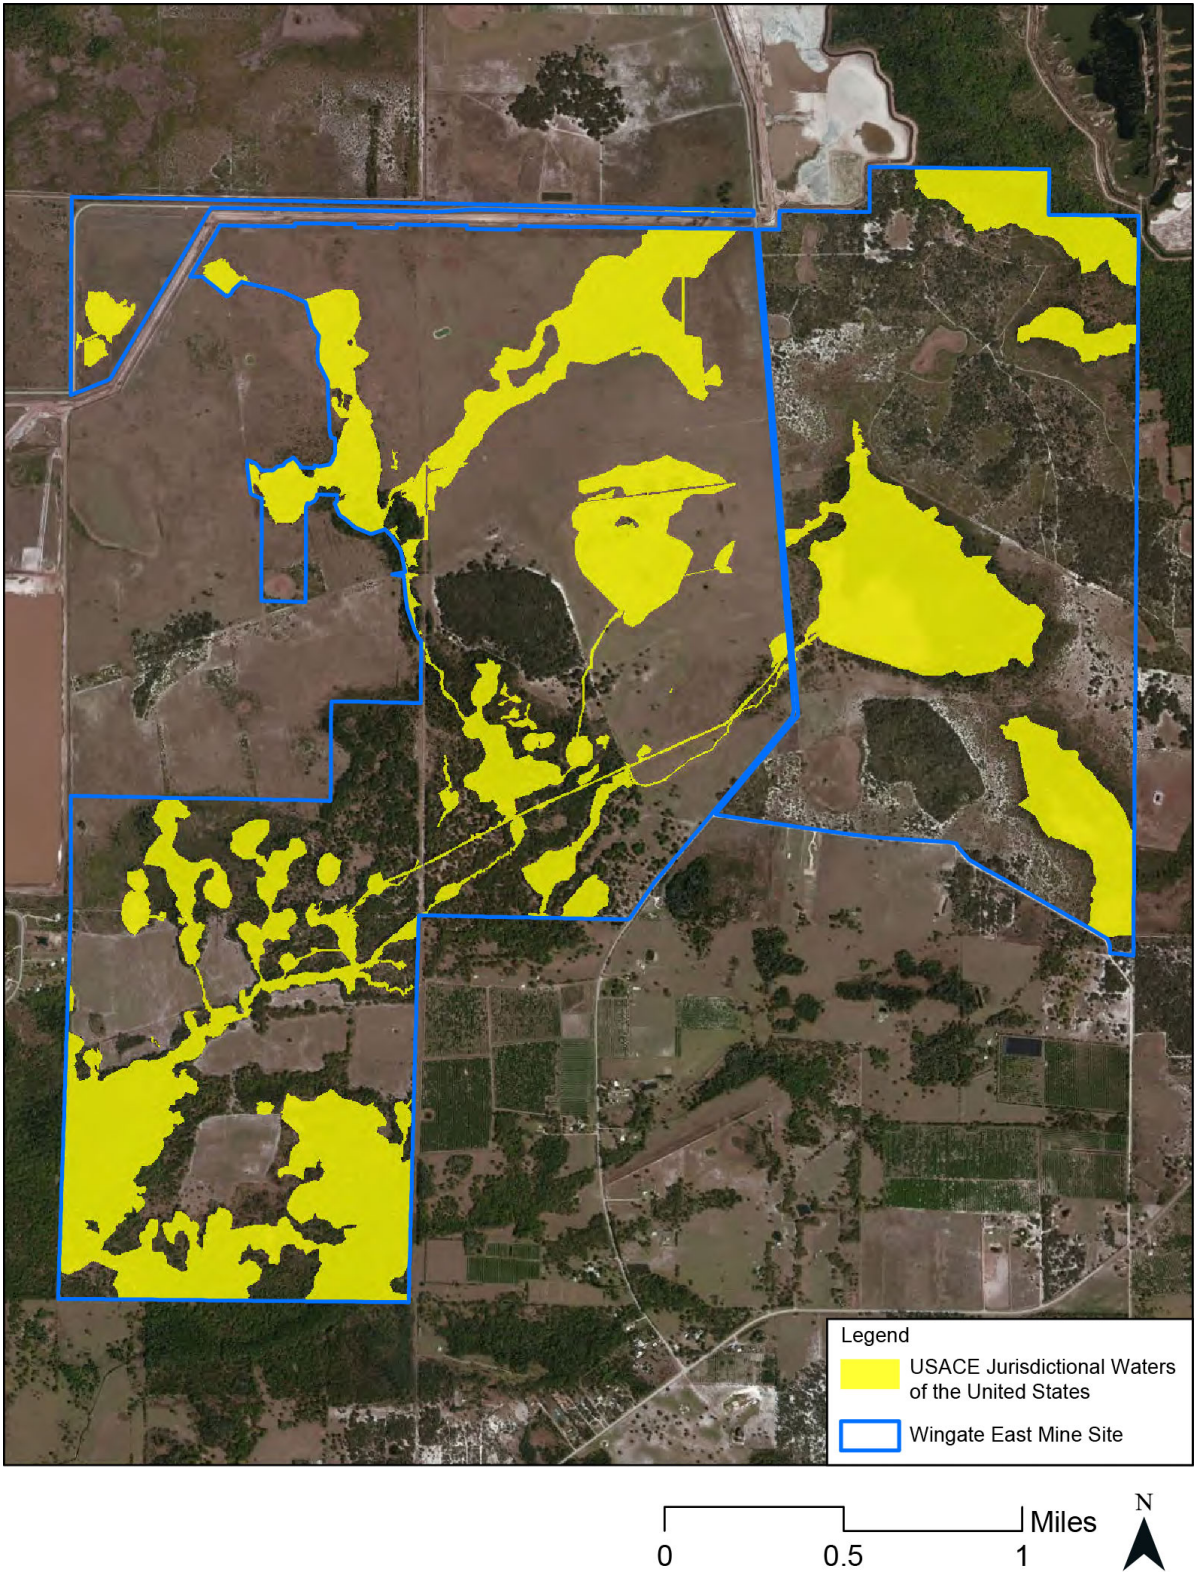 Legend
USACE Jurisdictional Waters
of the United States
Wingate East Mine Site
Miles
0 0.5 1
N